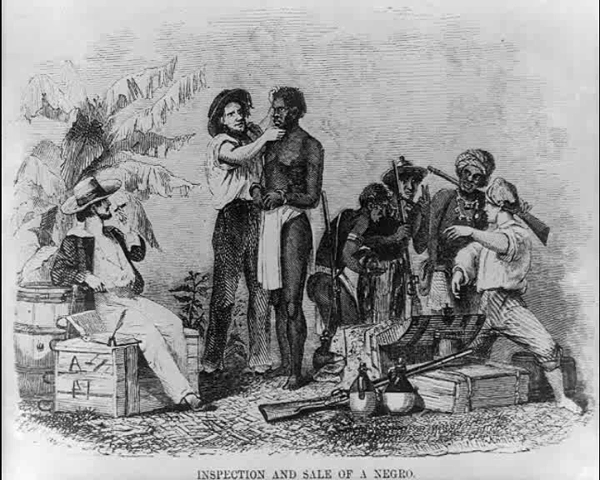 A-
INSPECTION AND SALE OF A NEGRO.